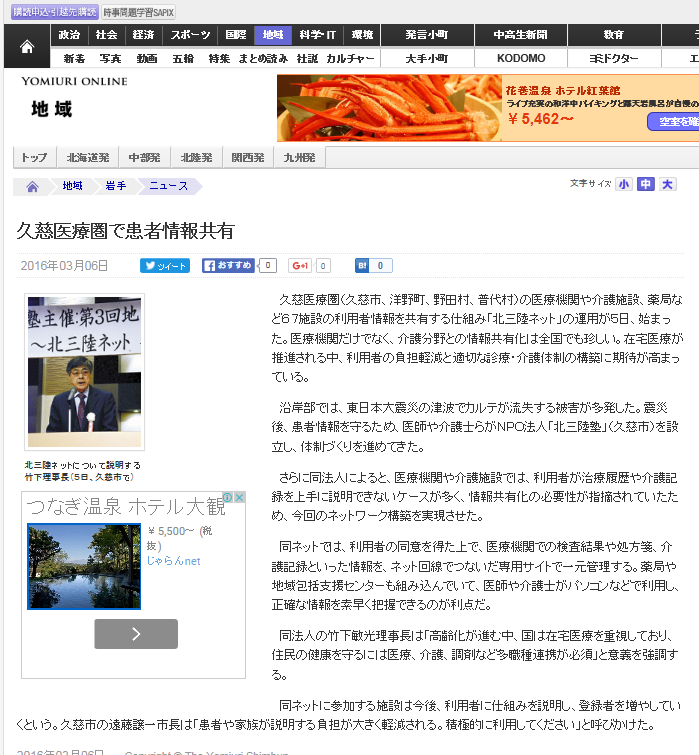 購読申込・引越先購読 時事問題学習SAPIX
政治 社会 経済 スポーツ 国際 地域 科学・IT 環境 発言小町 中高生新聞 教育
新着 写真 動画 五輪 特集 まとめ読み 社説 カルチャー 大手小町 KODOMO ヨミドクター
YOMIURI ONLINE
地域
花巻温泉 ホテル紅葉館
ライブ充実の和洋中バイキングと露天岩風呂が自慢の
￥5,462～
空室を確
トップ 北海道発 中部発 北陸発 関西発 九州発
地域 岩手 ニュース
文字サイズ 小 中 大
久慈医療圏で患者情報共有
2016年03月06日 ツイート おすすめ 0 G+1 0 B! 0
久慈医療圏（久慈市、洋野町、野田村、普代村）の医療機関や介護施設、薬局な
ど67施設の利用者情報を共有する仕組み「北三陸ネット」の運用が5日、始まっ
た。医療機関だけでなく、介護分野との情報共有化は全国でも珍しい。在宅医療が
推進される中、利用者の負担軽減と適切な診療・介護体制の構築に期待が高まっ
ている。
沿岸部では、東日本大震災の津波でカルテが流失する被害が多発した。震災
後、患者情報を守るため、医師や介護士らがNPO法人「北三陸塾」（久慈市）を設
立し、体制づくりを進めてきた。
さらに同法人によると、医療機関や介護施設では、利用者が治療履歴や介護記
録を上手に説明できないケースが多く、情報共有化の必要性が指摘されていたた
め、今回のネットワーク構築を実現させた。
同ネットでは、利用者の同意を得た上で、医療機関での検査結果や処方箋、介
護記録といった情報を、ネット回線でつないだ専用サイトで一元管理する。薬局や
地域包括支援センターも組み込んでいて、医師や介護士がパソコンなどで利用し、
正確な情報を素早く把握できるのが利点だ。
同法人の竹下敏光理事長は「高齢化が進む中、国は在宅医療を重視しており、
住民の健康を守るには医療、介護、調剤など多職種連携が必須」と意義を強調す
る。
同ネットに参加する施設は今後、利用者に仕組みを説明し、登録者を増やしてい
くという。久慈市の遠藤譲一市長は「患者や家族が説明する負担が大きく軽減される。積極的に利用してください」と呼びかけた。
塾主催:第3回地
～北三陸ネット
北三陸ネットについて説明する
竹下理事長（5日、久慈市で）
つなぎ温泉 ホテル大観
￥5,500～ (税
抜)
じゃらんnet
2016年03月06日 Copyright © The Yomiuri Shimbun